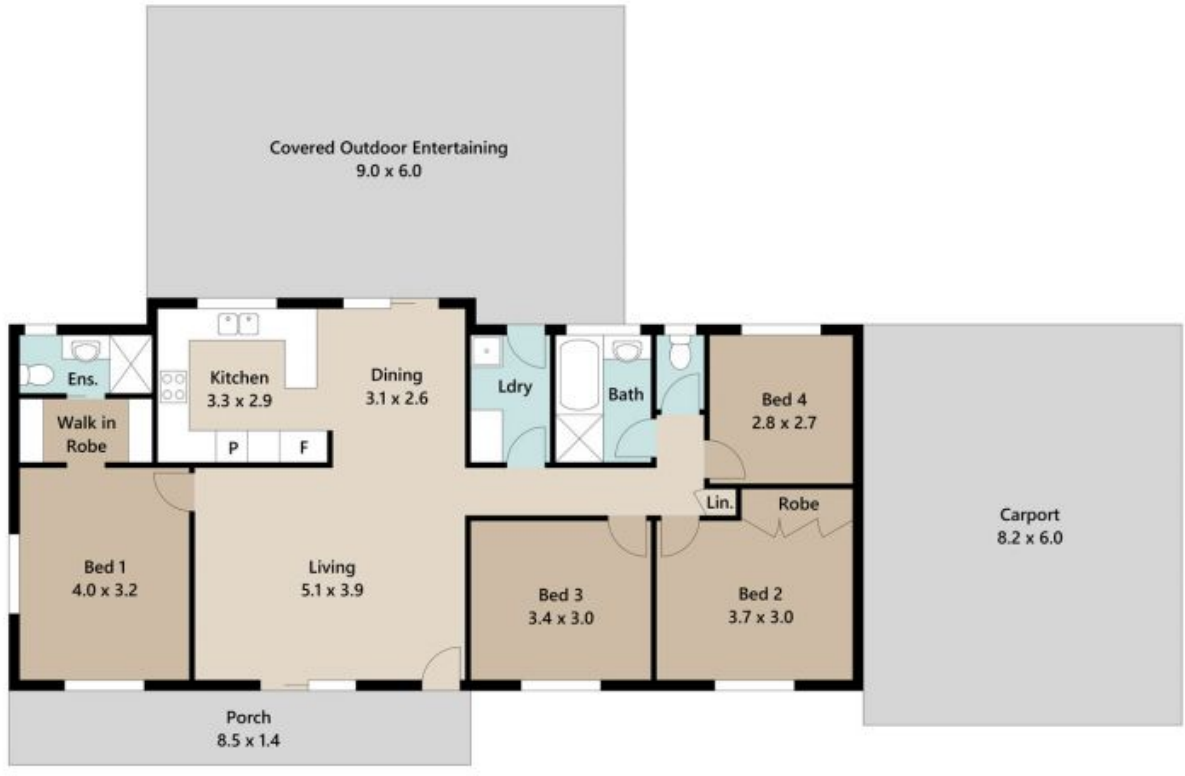 Covered Outdoor Entertaining
9.0 x 6.0
Ens.
Kitchen
3.3 x 2.9
Dining
3.1 x 2.6
Ldry
Bath
Bed 4
2.8 x 2.7
Walk in
Robe
P
F
Lin.
Robe
Carport
8.2 x 6.0
Bed 1
4.0 x 3.2
Living
5.1 x 3.9
Bed 3
3.4 x 3.0
Bed 2
3.7 x 3.0
Porch
8.5 x 1.4